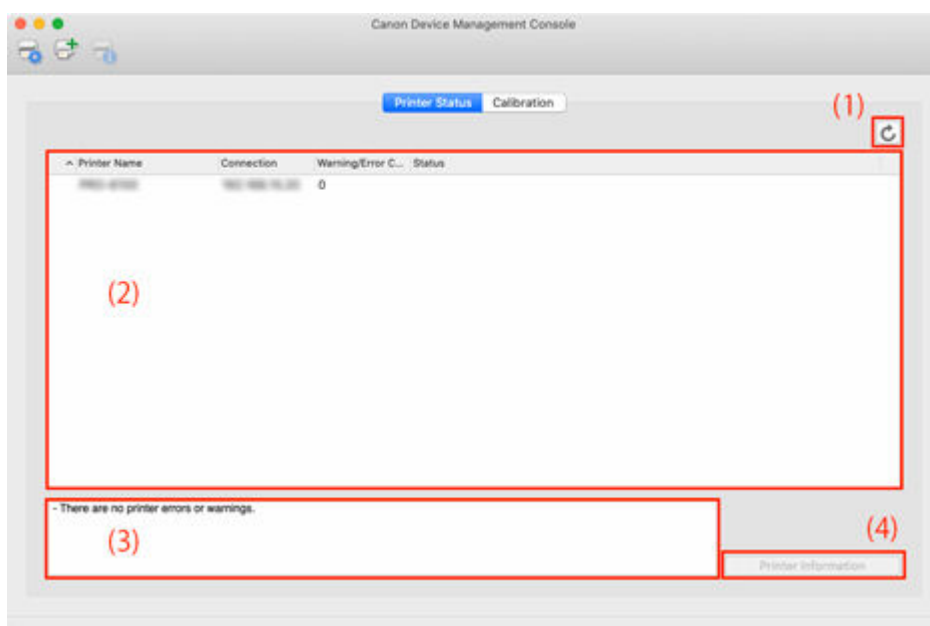 Canon Device Management Console
Printer Status Calibration
(1)
Printer Name Connection Warning/Error C... Status
0
(2)
- There are no printer errors or warnings.
(3)
(4)
Printer Information